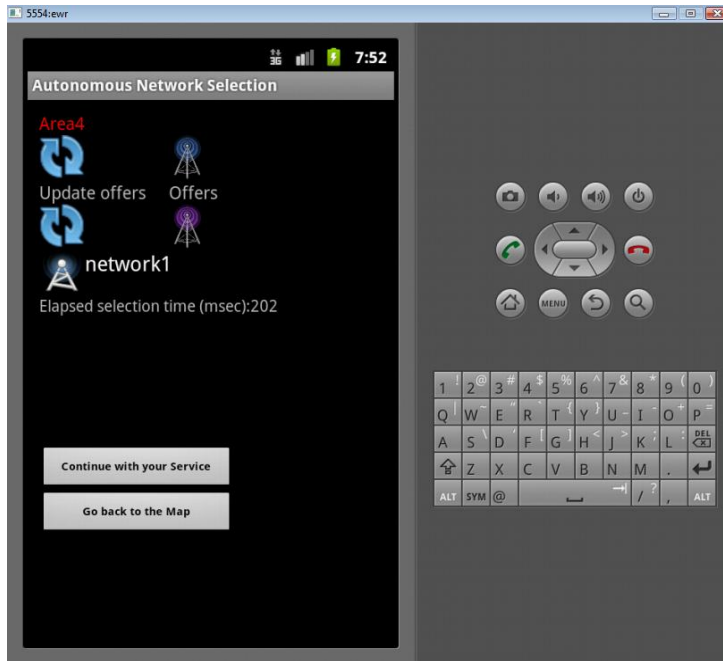 5554:ewr
3G 7:52
Autonomous Network Selection
Area4
Update offers Offers
network1
Elapsed selection time (msec):202
Continue with your Service
Go back to the Map
MENU
1 ! 2 @ 3 # 4 $ 5 % 6 ^ 7 & 8 * 9 ( 0 )
Q | W ~ E " R ` T { Y } U - I - O + P =
A S \ D ' F [ G ] H < J > K ; L : DEL
Z X C V B N M .
ALT SYM @ / ? , ALT